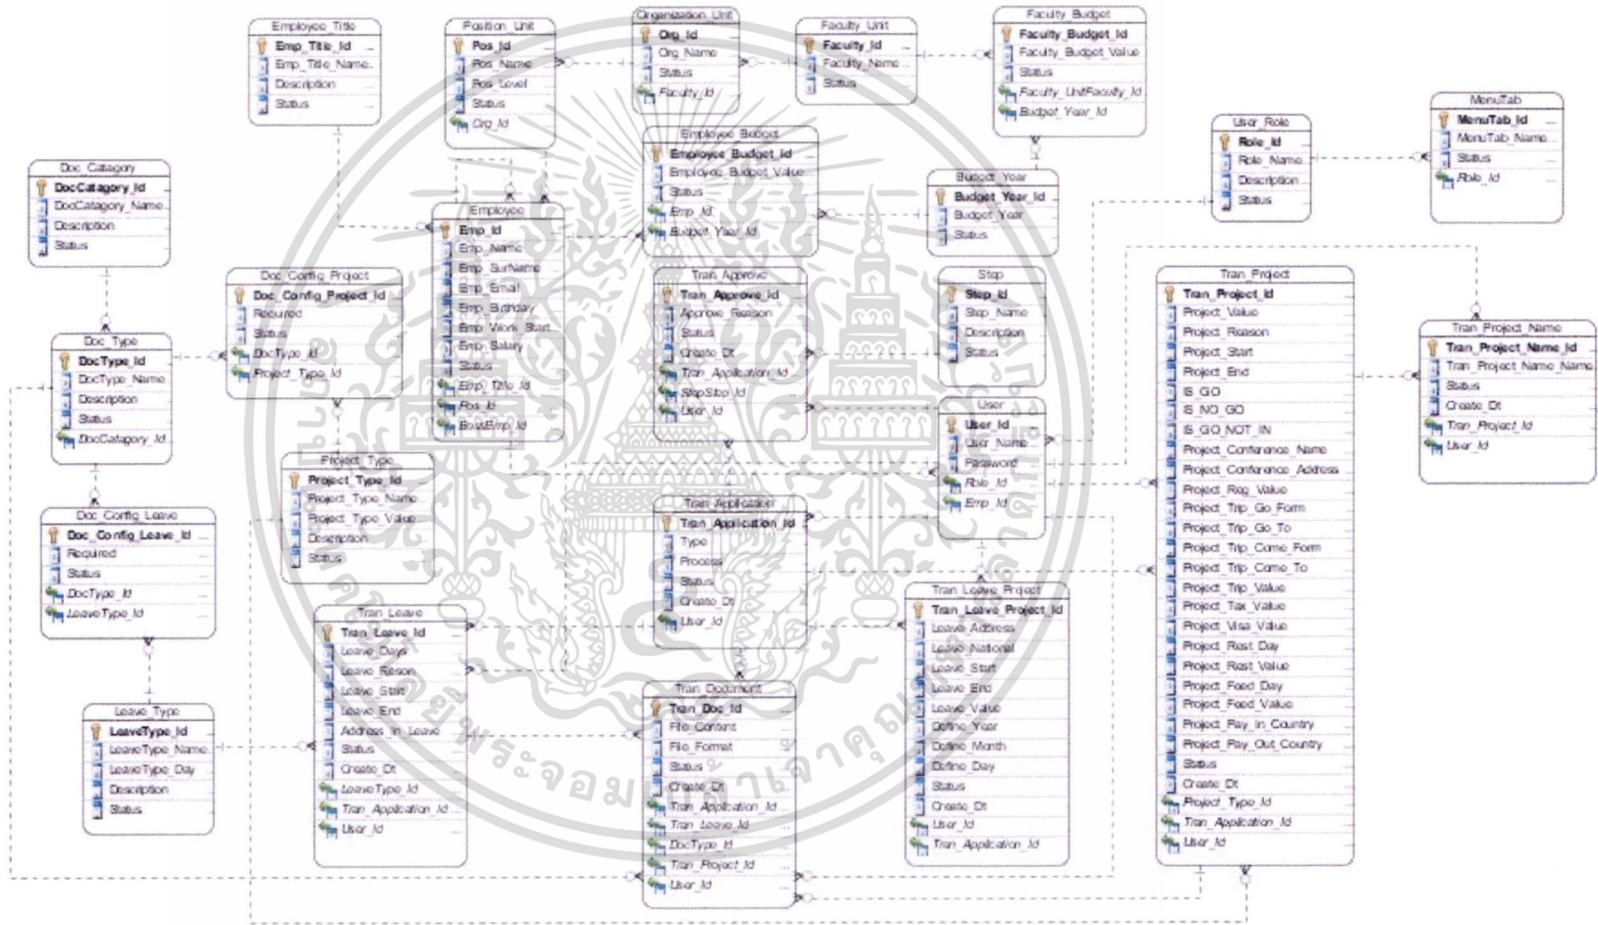 Employee_Title
Emp_Title_Id
Emp_Title_Name
Description
Status
Position_Unit
Pos_Id
Pos_Name
Pos_Level
Status
Org_Id
Organization_Unit
Org_Id
Org_Name
Status
Faculty_Id
Faculty_Unit
Faculty_Id
Faculty_Name
Status
Faculty_Budget
Faculty_Budget_Id
Faculty_Budget_Value
Status
Faculty_UnitFaculty_Id
Budget_Year_Id
User_Role
Role_Id
Role_Name
Description
Status
MenuTab
MenuTab_Id
MenuTab_Name
Status
Role_Id
Doc_Catagory
DocCatagory_Id
DocCatagory_Name
Description
Status
Employee_Budget
Employee_Budget_Id
Employee_Budget_Value
Status
Emp_Id
Budget_Year_Id
Budget_Year
Budget_Year_Id
Budget_Year
Status
Employee
Emp_Id
Emp_Name
Emp_SurName
Emp_Email
Emp_Birthday
Emp_Work_Start
Emp_Salary
Status
Emp_Title_Id
Pos_Id
BossEmp_Id
Doc_Config_Project
Doc_Config_Project_Id
Required
Status
DocType_Id
Project_Type_Id
Tran_Approve
Tran_Approve_Id
Approve_Reason
Status
Create_Dt
Tran_Application_Id
StepStep_Id
User_Id
Step
Step_Id
Step_Name
Description
Status
Doc_Type
DocType_Id
DocType_Name
Description
Status
DocCatagory_Id
Tran_Project
Tran_Project_Id
Project_Value
Project_Reason
Project_Start
Project_End
IS_GO
IS_NO_GO
IS_GO_NOT_IN
Project_Conference_Name
Project_Conference_Address
Project_Reg_Value
Project_Trip_Go_Form
Project_Trip_Go_To
Project_Trip_Come_Form
Project_Trip_Come_To
Project_Trip_Value
Project_Tax_Value
Project_Visa_Value
Project_Rest_Day
Project_Rest_Value
Project_Feed_Day
Project_Feed_Value
Project_Pay_In_Country
Project_Pay_Out_Country
Status
Create_Dt
Project_Type_Id
Tran_Application_Id
User_Id
Tran_Project_Name
Tran_Project_Name_Id
Tran_Project_Name_Name
Status
Create_Dt
Tran_Project_Id
User_Id
User
User_Id
User_Name
Password
Role_Id
Emp_Id
Project_Type
Project_Type_Id
Project_Type_Name
Project_Type_Value
Description
Status
Doc_Config_Leave
Doc_Config_Leave_Id
Required
Status
DocType_Id
LeaveType_Id
Tran_Application
Tran_Application_Id
Type
Process
Status
Create_Dt
User_Id
Tran_Leave
Tran_Leave_Id
Leave_Days
Leave_Reson
Leave_Start
Leave_End
Address_In_Leave
Status
Create_Dt
LeaveType_Id
Tran_Application_Id
User_Id
Tran_Leave_Project
Tran_Leave_Project_Id
Leave_Address
Leave_National
Leave_Start
Leave_End
Leave_Value
Define_Year
Define_Month
Define_Day
Status
Create_Dt
User_Id
Tran_Application_Id
Leave_Type
LeaveType_Id
LeaveType_Name
LeaveType_Day
Description
Status
Tran_Document
Tran_Doc_Id
File_Content
File_Format
Status
Create_Dt
Tran_Application_Id
Tran_Leave_Id
DocType_Id
Tran_Project_Id
User_Id